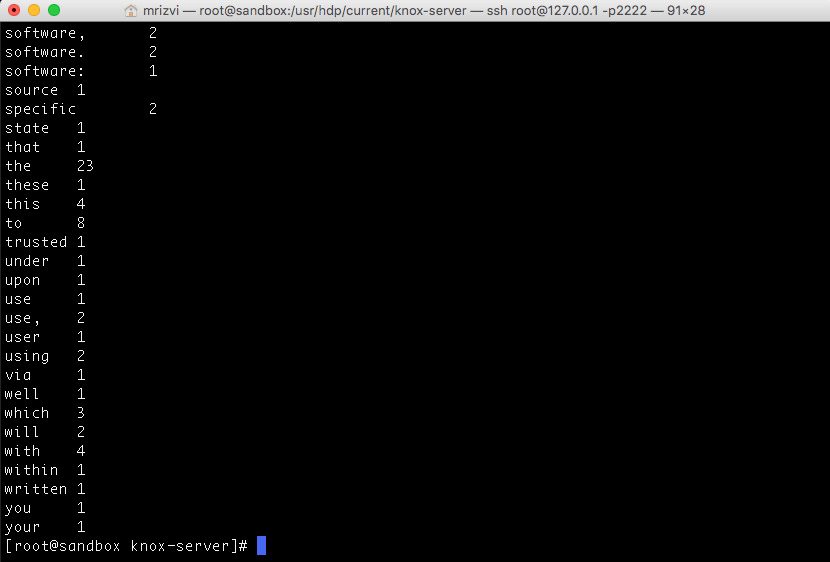 mrizvi — root@sandbox:/usr/hdp/current/knox-server — ssh root@127.0.0.1 -p2222 — 91×28
software, 2
software. 2
software: 1
source 1
specific 2
state 1
that 1
the 23
these 1
this 4
to 8
trusted 1
under 1
upon 1
use 1
use, 2
user 1
using 2
via 1
well 1
which 3
will 2
with 4
within 1
written 1
you 1
your 1
[root@sandbox knox-server]#